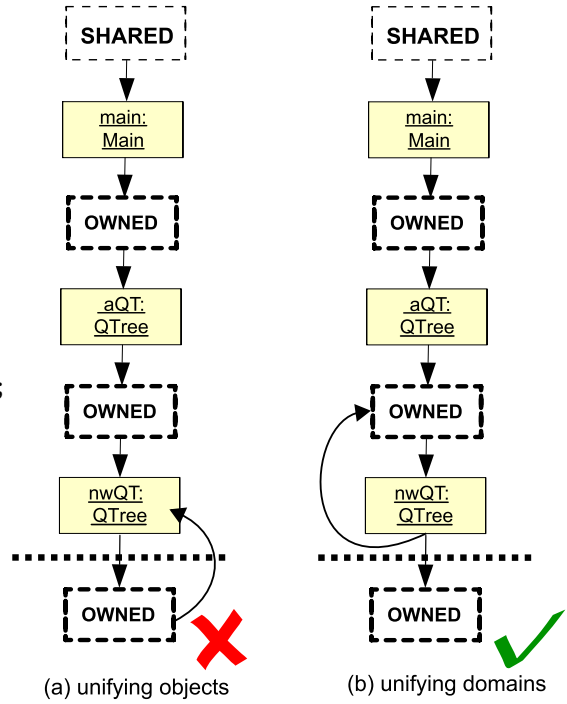 SHARED
main:
Main
OWNED
aQT:
QTree
OWNED
nwQT:
QTree
OWNED
(a) unifying objects
SHARED
main:
Main
OWNED
aQT:
QTree
OWNED
nwQT:
QTree
OWNED
(b) unifying domains